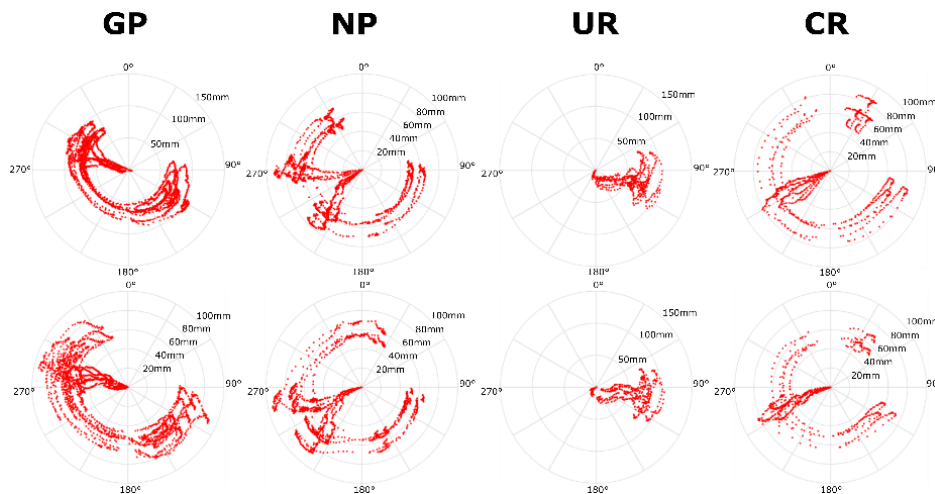 GP NP UR CR
0° 0° 0° 0°
150mm 100mm 150mm 100mm
100mm 80mm 100mm 80mm
50mm 60mm 50mm 60mm
40mm 40mm
20mm 20mm
270° 90° 270° 90° 270° 90° 270° 90°
180° 180° 180° 180°
0° 0° 0° 0°
100mm 100mm 150mm 100mm
80mm 80mm 100mm 80mm
60mm 60mm 50mm 60mm
40mm 40mm 40mm
20mm 20mm 20mm
270° 90° 270° 90° 270° 90° 270° 90°
180° 180° 180° 180°